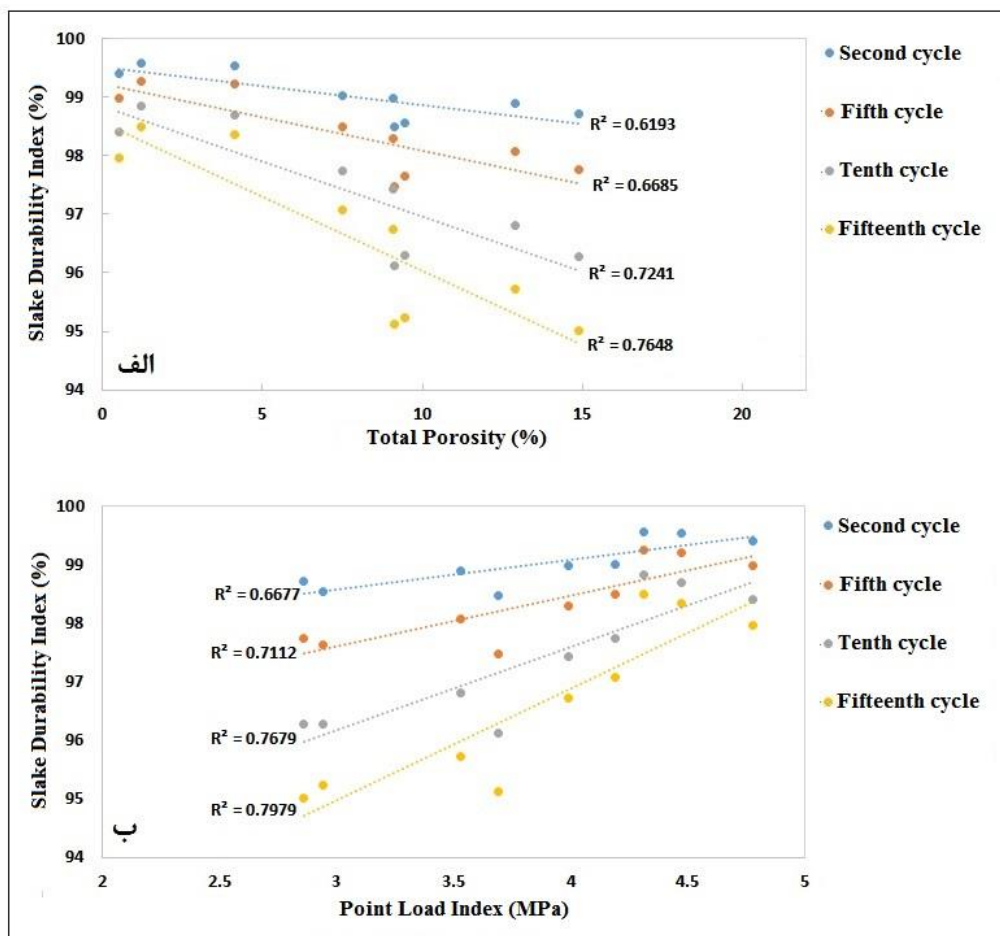 100
99
98
97
96
95
94
Slake Durability Index (%)
R² = 0.6193
R² = 0.6685
R² = 0.7241
R² = 0.7648
الف
0 5 10 15 20
Total Porosity (%)
Second cycle
Fifth cycle
Tenth cycle
Fifteenth cycle
100
99
98
97
96
95
94
Slake Durability Index (%)
R² = 0.6677
R² = 0.7112
R² = 0.7679
R² = 0.7979
ب
2 2.5 3 3.5 4 4.5 5
Point Load Index (MPa)
Second cycle
Fifth cycle
Tenth cycle
Fifteenth cycle